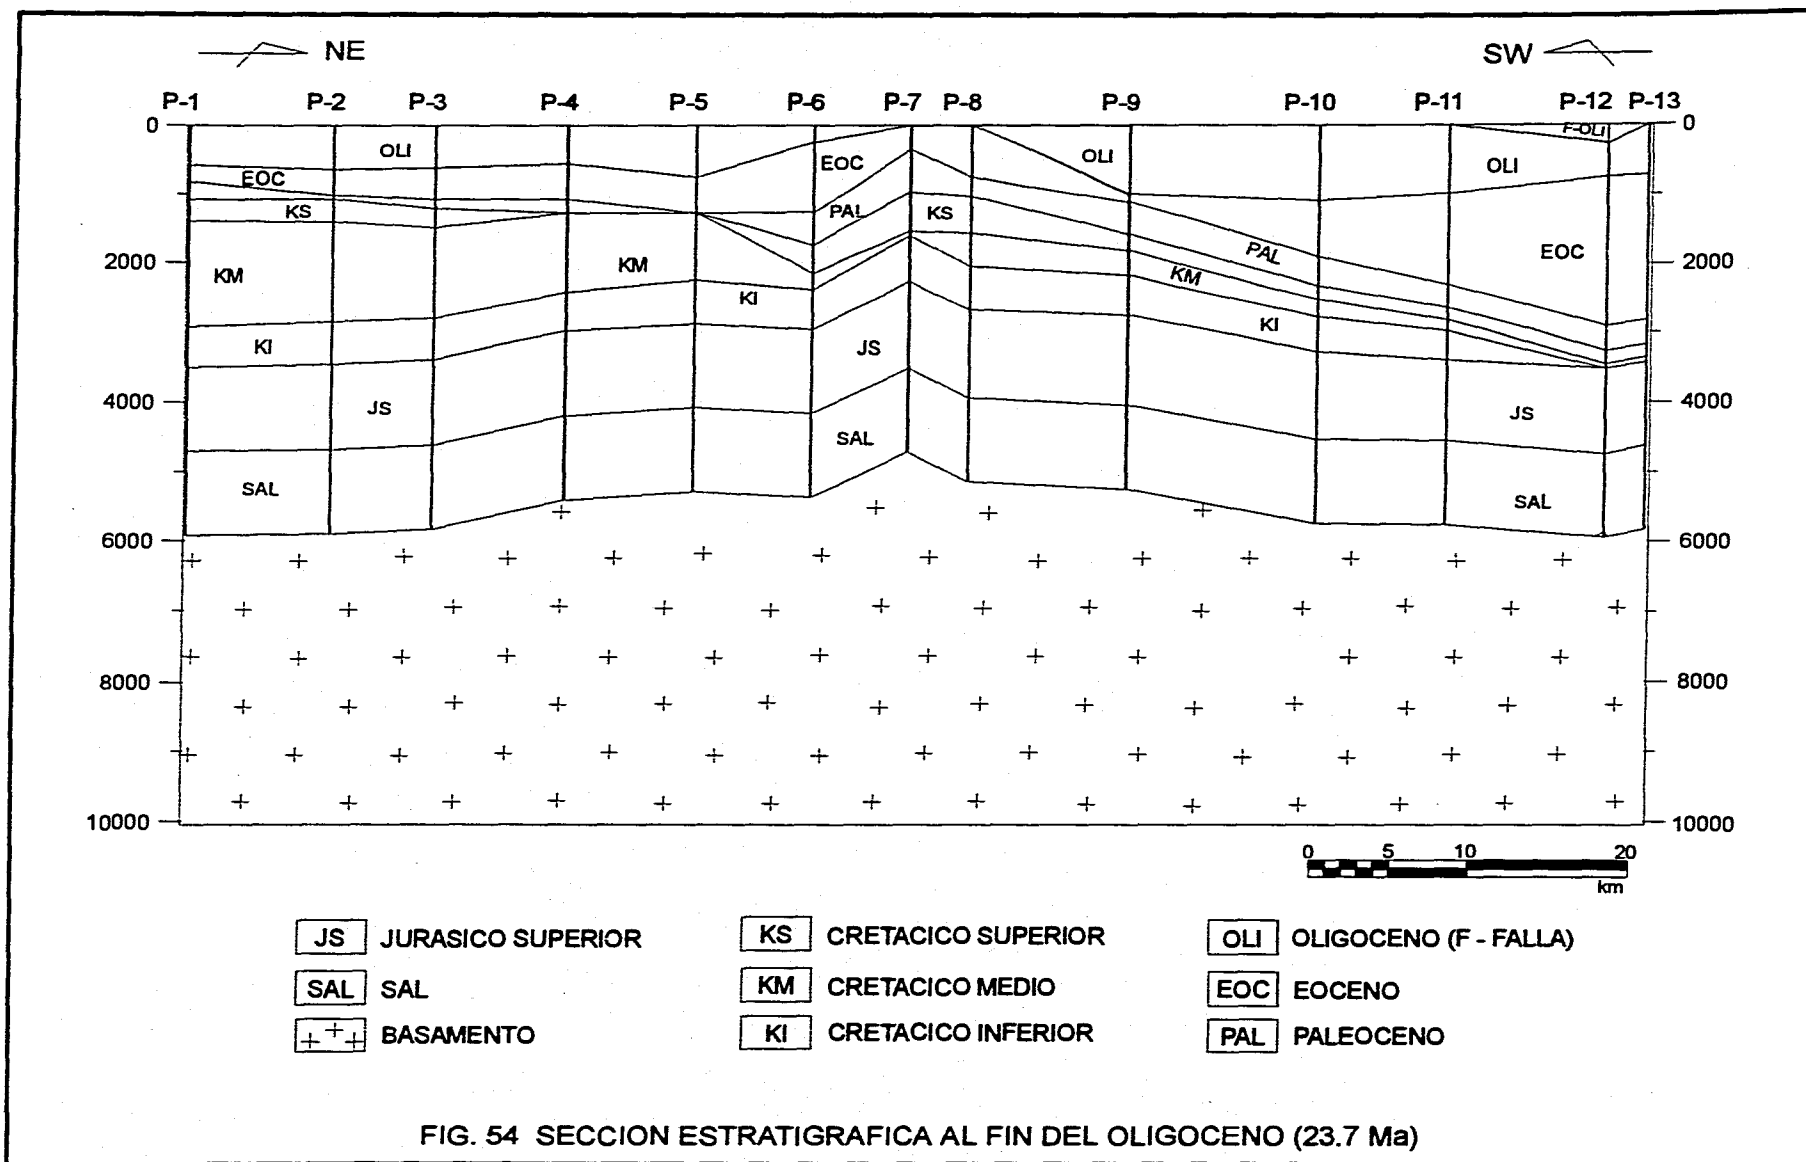 NE SW
P-1 P-2 P-3 P-4 P-5 P-6 P-7 P-8 P-9 P-10 P-11 P-12 P-13
0 F-OLI 0
OLI EOC OLI OLI
EOC
KS PAL KS
PAL EOC
2000 KM KM KM 2000
KI KI
KI JS
4000 JS JS 4000
SAL
SAL SAL
6000 6000
8000 8000
10000 10000
0 5 10 20
km
JS JURASICO SUPERIOR KS CRETACICO SUPERIOR OLI OLIGOCENO (F - FALLA)
SAL SAL KM CRETACICO MEDIO EOC EOCENO
BASAMENTO KI CRETACICO INFERIOR PAL PALEOCENO
FIG. 54 SECCION ESTRATIGRAFICA AL FIN DEL OLIGOCENO (23.7 Ma)